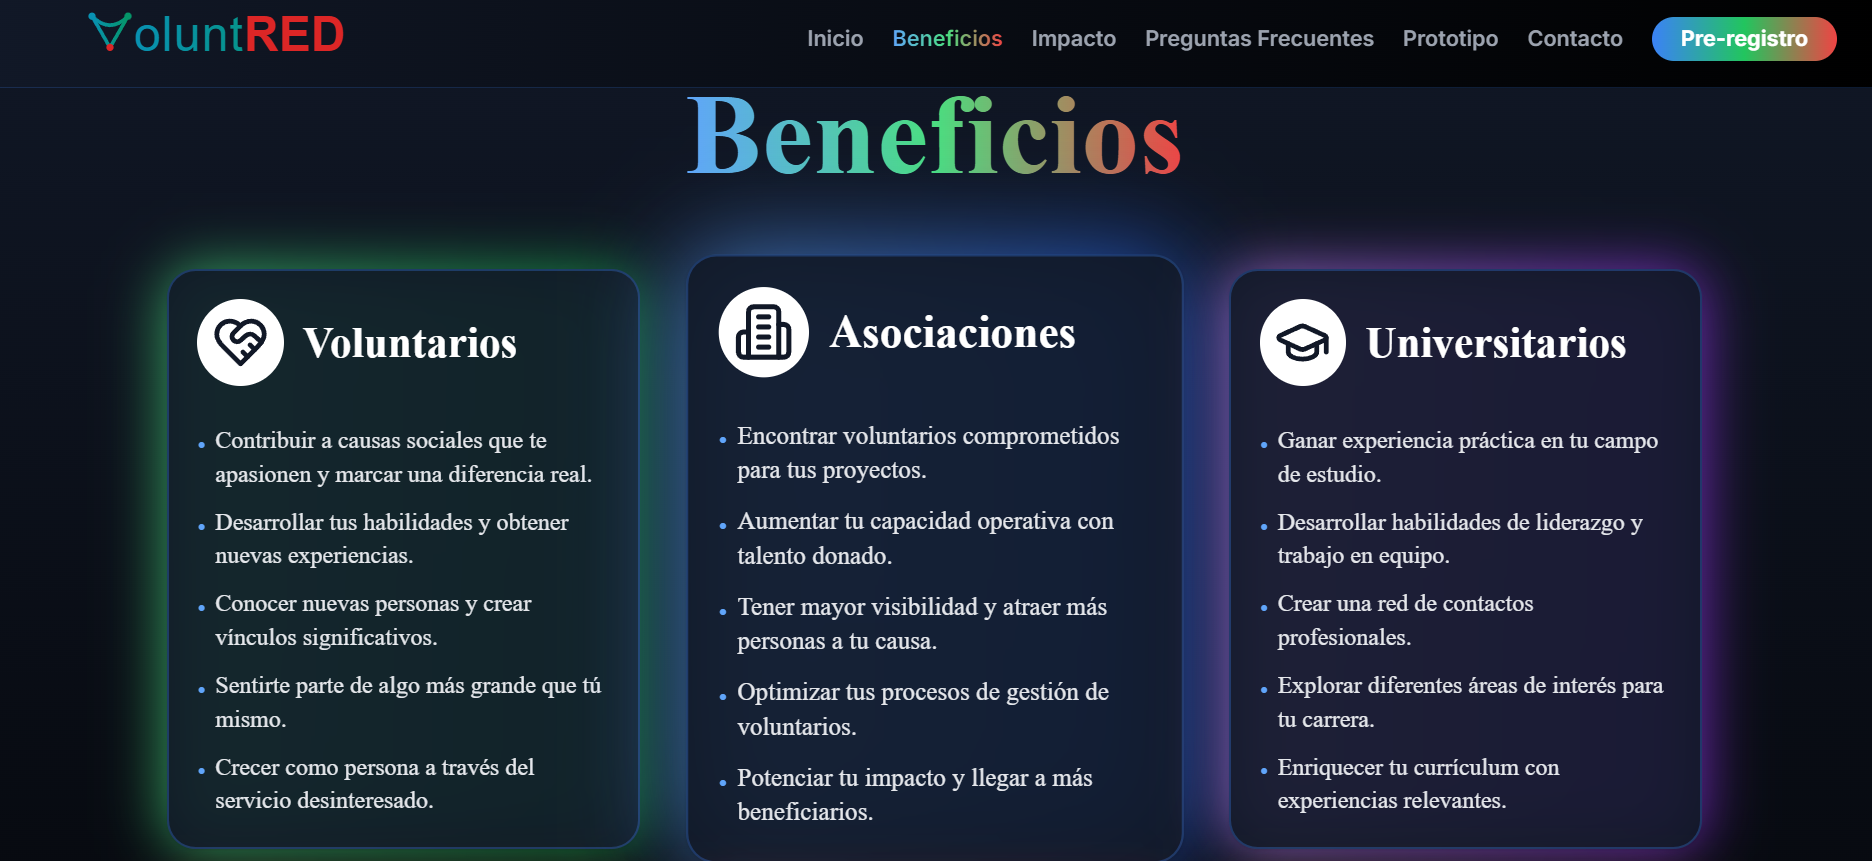 VoluntRED
Inicio
Beneficios
Impacto
Preguntas Frecuentes
Prototipo
Contacto
Pre-registro
Beneficios
Voluntarios
• Contribuir a causas sociales que te
apasionen y marcar una diferencia real.
• Desarrollar tus habilidades y obtener
nuevas experiencias.
• Conocer nuevas personas y crear
vínculos significativos.
• Sentirte parte de algo más grande que tú
mismo.
• Crecer como persona a través del
servicio desinteresado.
Asociaciones
• Encontrar voluntarios comprometidos
para tus proyectos.
• Aumentar tu capacidad operativa con
talento donado.
• Tener mayor visibilidad y atraer más
personas a tu causa.
• Optimizar tus procesos de gestión de
voluntarios.
• Potenciar tu impacto y llegar a más
beneficiarios.
Universitarios
• Ganar experiencia práctica en tu campo
de estudio.
• Desarrollar habilidades de liderazgo y
trabajo en equipo.
• Crear una red de contactos
profesionales.
• Explorar diferentes áreas de interés para
tu carrera.
• Enriquecer tu currículum con
experiencias relevantes.